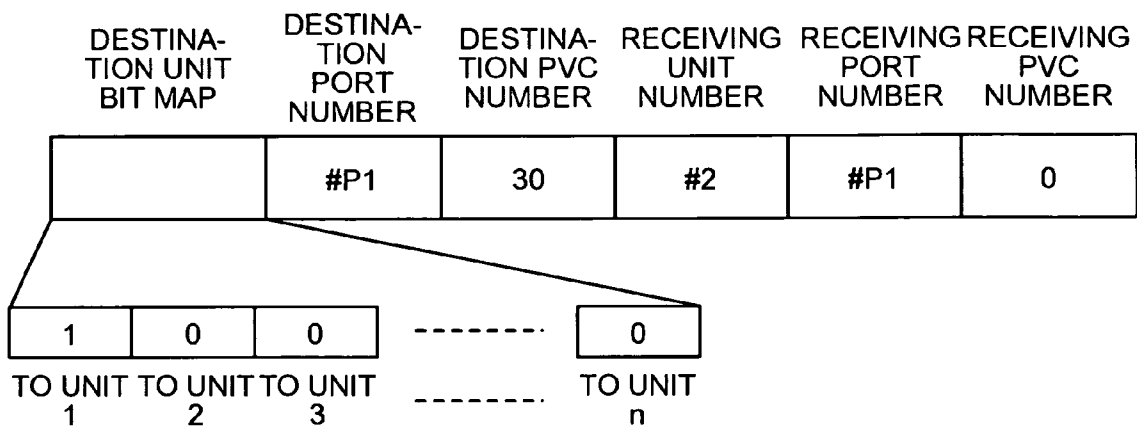 DESTINA-
TION UNIT
BIT MAP
DESTINA-
TION
PORT
NUMBER
DESTINA-
TION PVC
NUMBER
RECEIVING
UNIT
NUMBER
RECEIVING
PORT
NUMBER
RECEIVING
PVC
NUMBER
#P1 30 #2 #P1 0
1 0 0 0
TO UNIT
1
TO UNIT
2
TO UNIT
3
TO UNIT
n